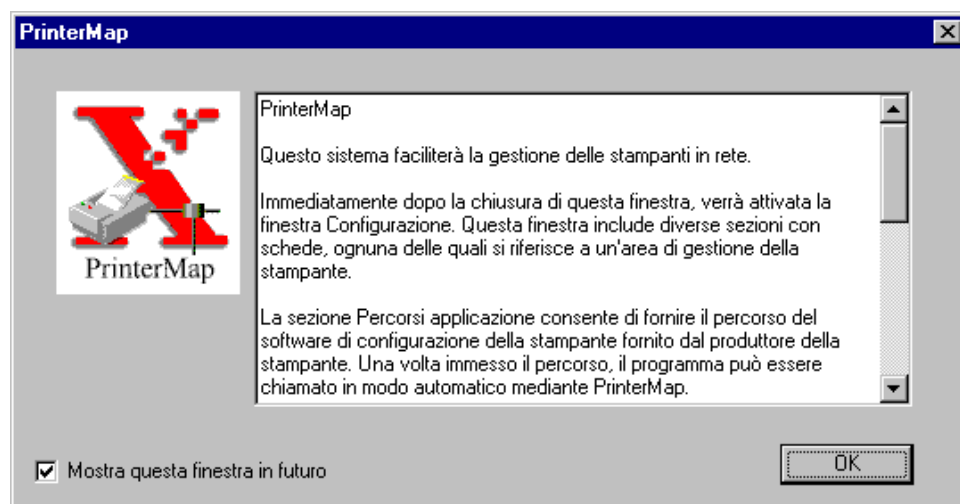 PrinterMap
PrinterMap
PrinterMap
Questo sistema faciliterà la gestione delle stampanti in rete.
Immediatamente dopo la chiusura di questa finestra, verrà attivata la
finestra Configurazione. Questa finestra include diverse sezioni con
schede, ognuna delle quali si riferisce a un'area di gestione della
stampante.
La sezione Percorsi applicazione consente di fornire il percorso del
software di configurazione della stampante fornito dal produttore della
stampante. Una volta immesso il percorso, il programma può essere
chiamato in modo automatico mediante PrinterMap.
Mostra questa finestra in futuro
OK